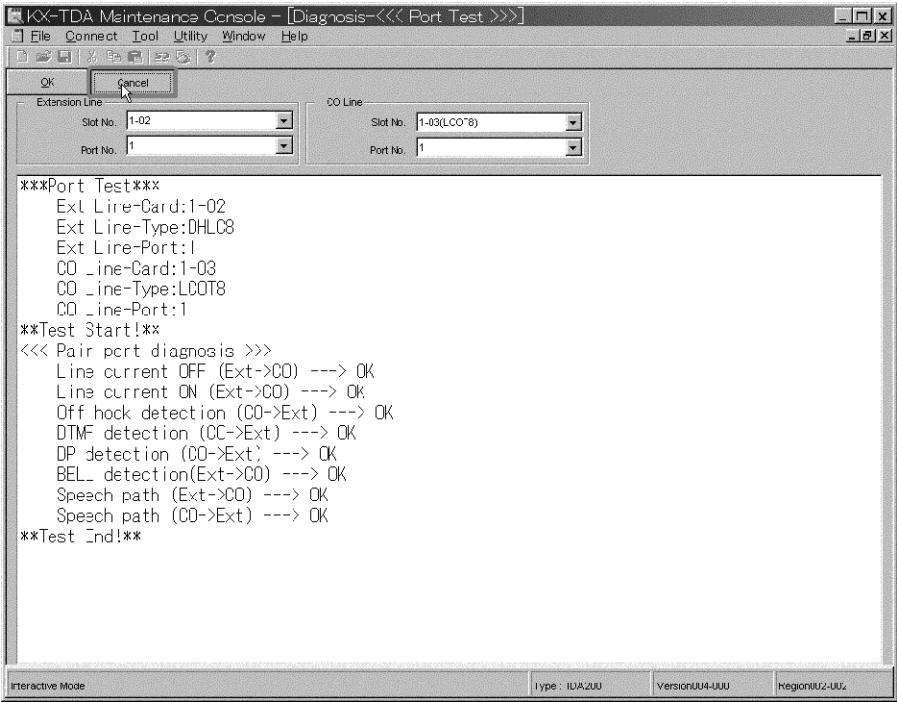 KX-TDA Maintenance Console - [Diagnosis-<<< Port Test >>>]
File Connect Tool Utility Window Help
OK Cancel
Extension Line CO Line
Slot No. 1-02 Slot No. 1-03(LCOT8)
Port No. 1 Port No. 1
***Port Test***
Ext Line-Card:1-02
Ext Line-Type:DHLC8
Ext Line-Port:1
CO Line-Card:1-03
CO Line-Type:LCOT8
CO Line-Port:1
**Test Start!**
<<< Pair port diagnosis >>>
Line current OFF (Ext->CO) ---> OK
Line current ON (Ext->CO) ---> OK
Off hock detection (CO->Ext) ---> OK
DTMF detection (CO->Ext) ---> OK
DP detection (CO->Ext) ---> OK
BELL detection(Ext->CO) ---> OK
Speech path (Ext->CO) ---> OK
Speech path (CO->Ext) ---> OK
**Test End!**
Interactive Mode Type : TDA200 Version004-000 Region002-002